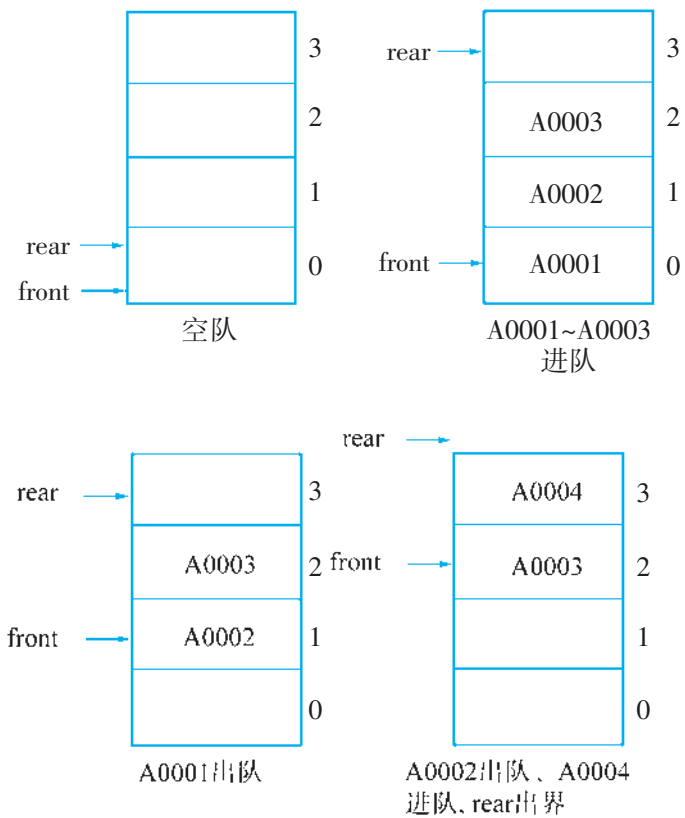 3
2
1
rear
0
front
空队
rear
3
A0003
2
A0002
1
front
A0001
0
A0001~A0003
进队
rear
3
A0003
2
front
A0002
1
0
A0001出队
rear
A0004
3
front
A0003
2
1
0
A0002出队、A0004
进队,rear出界